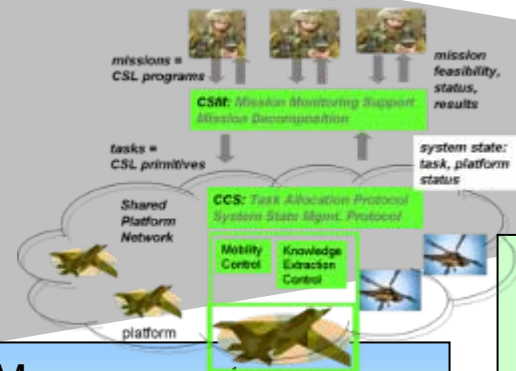 missions =
CSL programs
mission
feasibility,
status,
results
CSM: Mission Monitoring Support
Mission Decomposition
tasks =
CSL primitives
system state:
task, platform
status
Shared
Platform
Network
CCS: Task Allocation Protocol
System State Mgmt. Protocol
Mobility
Control
Knowledge
Extraction
Control
platform
M